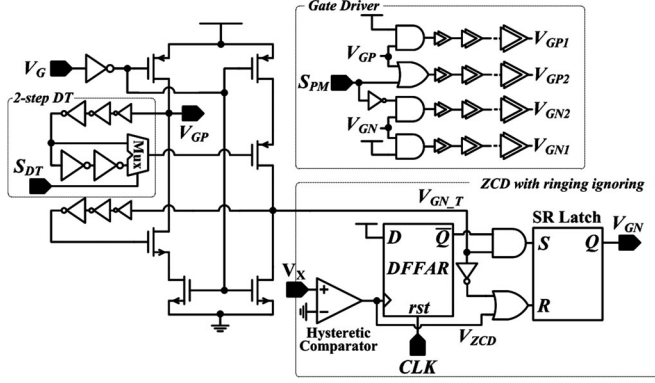 Gate Driver
V_G
V_GP
S_PM
V_GN
V_GP1
V_GP2
V_GN2
V_GN1
2-step DT
S_DT
Mux
V_GP
ZCD with ringing ignoring
V_GN_T
SR Latch
V_GN
D
Q̅
DFFAR
rst
S
Q
R
V_X
+
−
Hysteretic
Comparator
V_ZCD
CLK